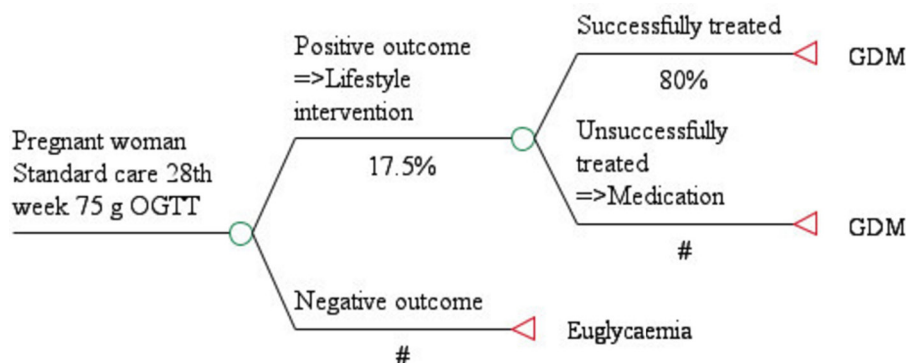 Successfully treated
GDM
80%
Positive outcome
=>Lifestyle
intervention
17.5%
Unsuccessfully
treated
=>Medication
GDM
#
Pregnant woman
Standard care 28th
week 75 g OGTT
Negative outcome
Euglycaemia
#